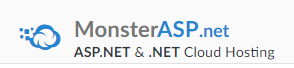 MonsterASP.net
ASP.NET & .NET Cloud Hosting